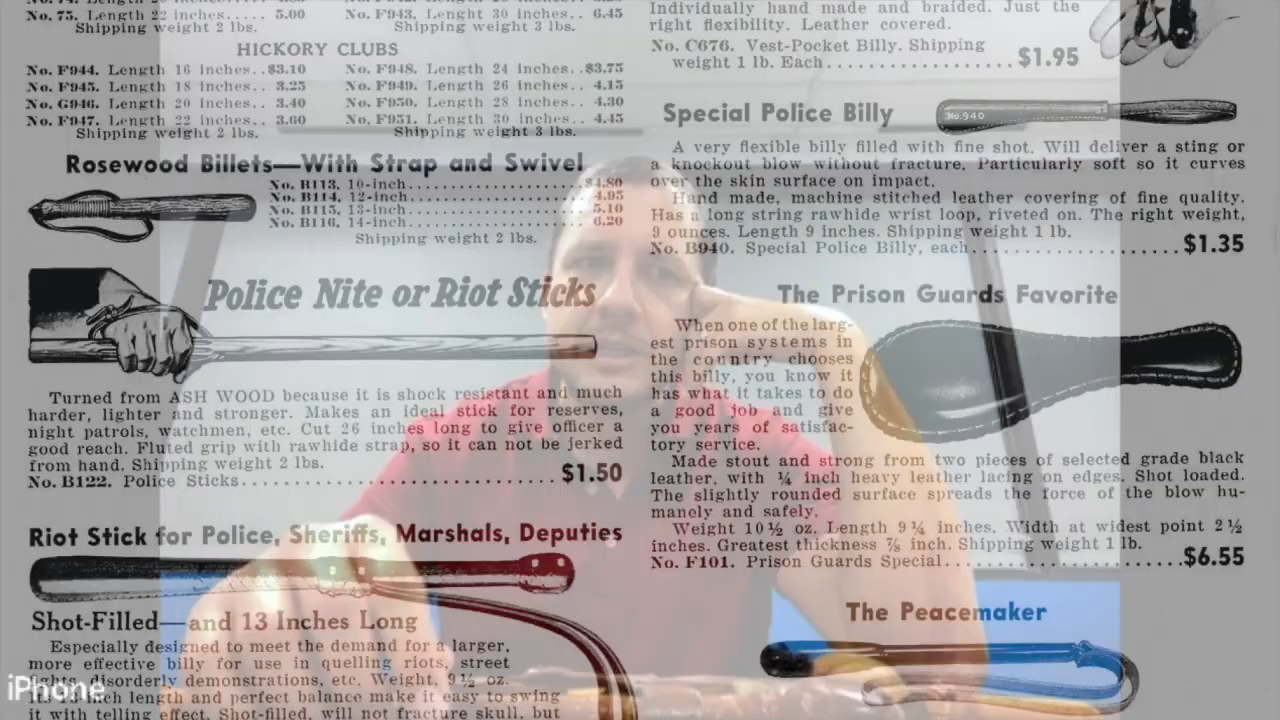 No. 75. Length 22 inches..... 5.00
Shipping weight 2 lbs.
No. F943. Length 30 inches.. 6.45
Shipping weight 3 lbs.
HICKORY CLUBS
No. F944. Length 16 inches..$3.10
No. F945. Length 18 inches... 3.25
No. G946. Length 20 inches... 3.40
No. F947. Length 22 inches... 3.60
Shipping weight 2 lbs.
No. F948. Length 24 inches..$3.75
No. F949. Length 26 inches.. 4.15
No. F950. Length 28 inches.. 4.30
No. F951. Length 30 inches.. 4.45
Shipping weight 3 lbs.
Rosewood Billets—With Strap and Swivel
No. B113, 10-inch........................$4.80
No. B114, 12-inch........................ 4.95
No. B115, 13-inch........................ 5.10
No. B116, 14-inch........................ 6.20
Shipping weight 2 lbs.
Police Nite or Riot Sticks
Turned from ASH WOOD because it is shock resistant and much
harder, lighter and stronger. Makes an ideal stick for reserves,
night patrols, watchmen, etc. Cut 26 inches long to give officer a
good reach. Fluted grip with rawhide strap, so it can not be jerked
from hand. Shipping weight 2 lbs.
No. B122. Police Sticks.................................$1.50
Riot Stick for Police, Sheriffs, Marshals, Deputies
Shot-Filled—and 13 Inches Long
Especially designed to meet the demand for a larger,
more effective billy for use in quelling riots, street
fights, disorderly demonstrations, etc. Weight, 9½ oz.
Its 13-inch length and perfect balance make it easy to swing
it with telling effect. Shot-filled, will not fracture skull, but
iPhone
Individually hand made and braided. Just the
right flexibility. Leather covered.
No. C676. Vest-Pocket Billy. Shipping
weight 1 lb. Each........................$1.95
Special Police Billy
No.940
A very flexible billy filled with fine shot. Will deliver a sting or
a knockout blow without fracture. Particularly soft so it curves
over the skin surface on impact.
Hand made, machine stitched leather covering of fine quality.
Has a long string rawhide wrist loop, riveted on. The right weight,
9 ounces. Length 9 inches. Shipping weight 1 lb.
No. B940. Special Police Billy, each........................$1.35
The Prison Guards Favorite
When one of the larg-
est prison systems in
the country chooses
this billy, you know it
has what it takes to do
a good job and give
you years of satisfac-
tory service.
Made stout and strong from two pieces of selected grade black
leather, with ¼ inch heavy leather lacing on edges. Shot loaded.
The slightly rounded surface spreads the force of the blow hu-
manely and safely.
Weight 10½ oz. Length 9¼ inches. Width at widest point 2½
inches. Greatest thickness ⅞ inch. Shipping weight 1 lb.
No. F101. Prison Guards Special...........................$6.55
The Peacemaker